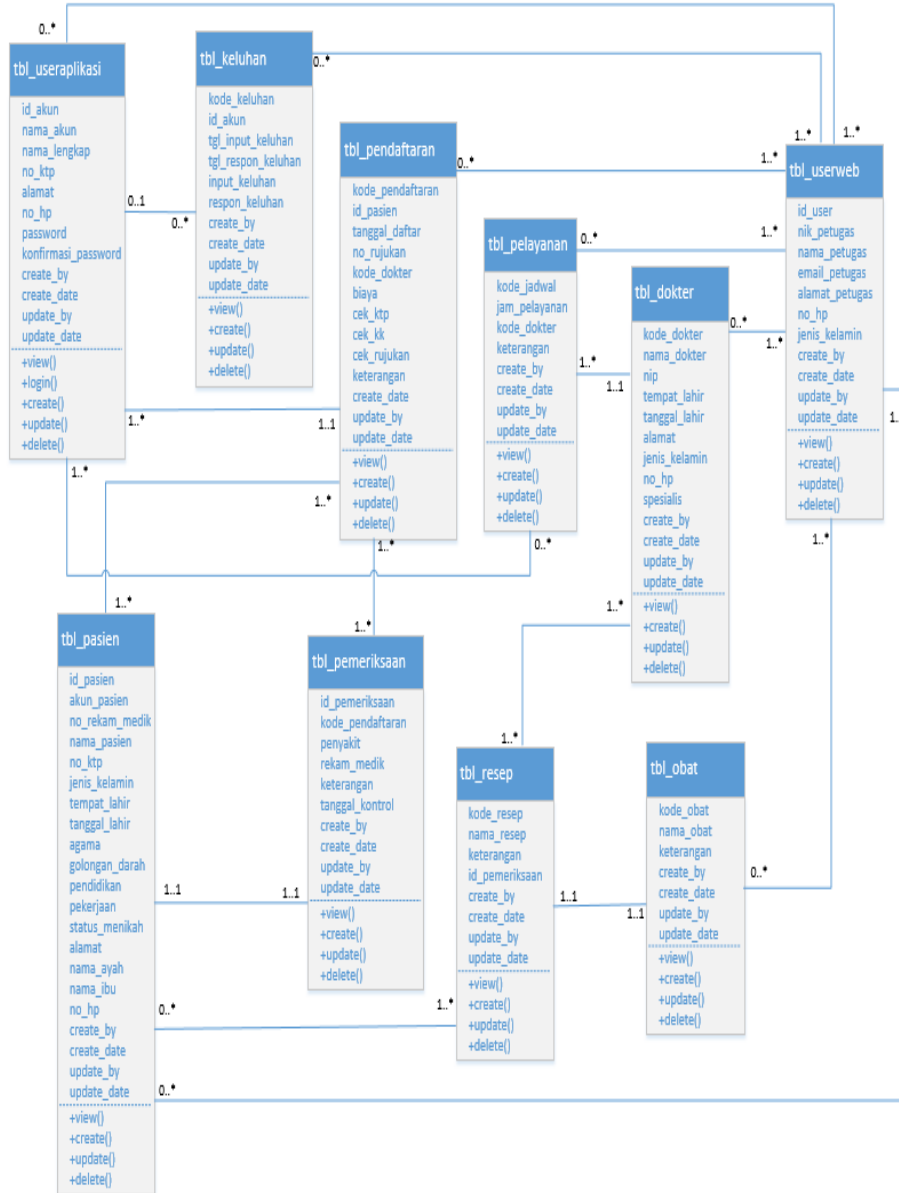 0..*
tbl_useraplikasi
id_akun
nama_akun
nama_lengkap
no_ktp
alamat
no_hp
password
konfirmasi_password
create_by
create_date
update_by
update_date
+view()
+login()
+create()
+update()
+delete()
0..1
0..*
1..*
1..1
1..*
tbl_keluhan
kode_keluhan
id_akun
tgl_input_keluhan
tgl_respon_keluhan
input_keluhan
respon_keluhan
create_by
create_date
update_by
update_date
+view()
+create()
+update()
+delete()
0..*
1..*
1..*
tbl_pendaftaran
kode_pendaftaran
id_pasien
tanggal_daftar
no_rujukan
kode_dokter
biaya
cek_ktp
cek_kk
cek_rujukan
keterangan
create_date
update_by
update_date
+view()
+create()
+update()
+delete()
0..*
1..*
1..*
1..*
tbl_pelayanan
kode_jadwal
jam_pelayanan
kode_dokter
keterangan
create_by
create_date
update_by
update_date
+view()
+create()
+update()
+delete()
0..*
1..*
1..*
1..1
0..*
tbl_dokter
kode_dokter
nama_dokter
nip
tempat_lahir
tanggal_lahir
alamat
jenis_kelamin
no_hp
spesialis
create_by
create_date
update_by
update_date
+view()
+create()
+update()
+delete()
0..*
1..*
1..*
tbl_userweb
id_user
nik_petugas
nama_petugas
email_petugas
alamat_petugas
no_hp
jenis_kelamin
create_by
create_date
update_by
update_date
+view()
+create()
+update()
+delete()
1..
1..*
1..*
tbl_pasien
id_pasien
akun_pasien
no_rekam_medik
nama_pasien
no_ktp
jenis_kelamin
tempat_lahir
tanggal_lahir
agama
golongan_darah
pendidikan
pekerjaan
status_menikah
alamat
nama_ayah
nama_ibu
no_hp
create_by
create_date
update_by
update_date
+view()
+create()
+update()
+delete()
1..1
1..1
0..*
1..*
0..*
1..*
tbl_pemeriksaan
id_pemeriksaan
kode_pendaftaran
penyakit
rekam_medik
keterangan
tanggal_kontrol
create_by
create_date
update_by
update_date
+view()
+create()
+update()
+delete()
1..*
tbl_resep
kode_resep
nama_resep
keterangan
id_pemeriksaan
create_by
create_date
update_by
update_date
+view()
+create()
+update()
+delete()
1..1
1..1
tbl_obat
kode_obat
nama_obat
keterangan
create_by
create_date
update_by
update_date
+view()
+create()
+update()
+delete()
0..*